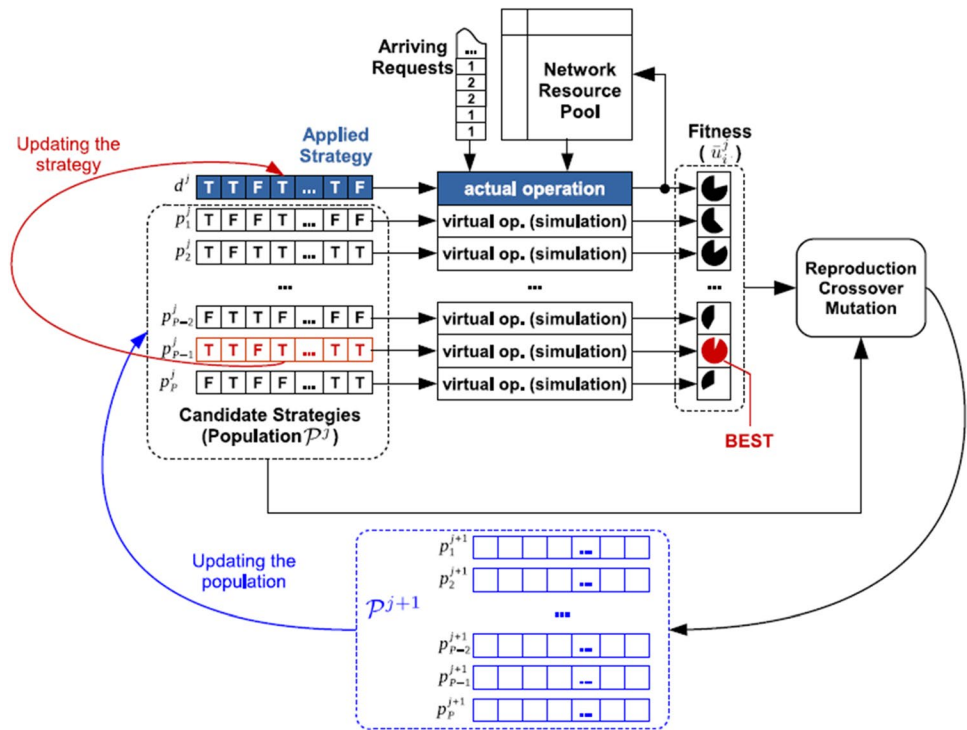 Arriving
Requests
...
1
2
2
1
1
Network
Resource
Pool
Updating the
strategy
Applied
Strategy
Fitness
( ū_i^j )
d^j T T F T ... T F actual operation
p_1^j T F F T ... F F virtual op. (simulation)
p_2^j T F T T ... T T virtual op. (simulation)
... ... ...
p_{P-2}^j F T T F ... F F virtual op. (simulation)
p_{P-1}^j T T F T ... T T virtual op. (simulation)
p_P^j F T F F ... T T virtual op. (simulation)
Reproduction
Crossover
Mutation
Candidate Strategies
(Population 𝒫^j)
BEST
Updating the
population
𝒫^{j+1}
p_1^{j+1} ...
p_2^{j+1} ...
...
p_{P-2}^{j+1} ...
p_{P-1}^{j+1} ...
p_P^{j+1} ...